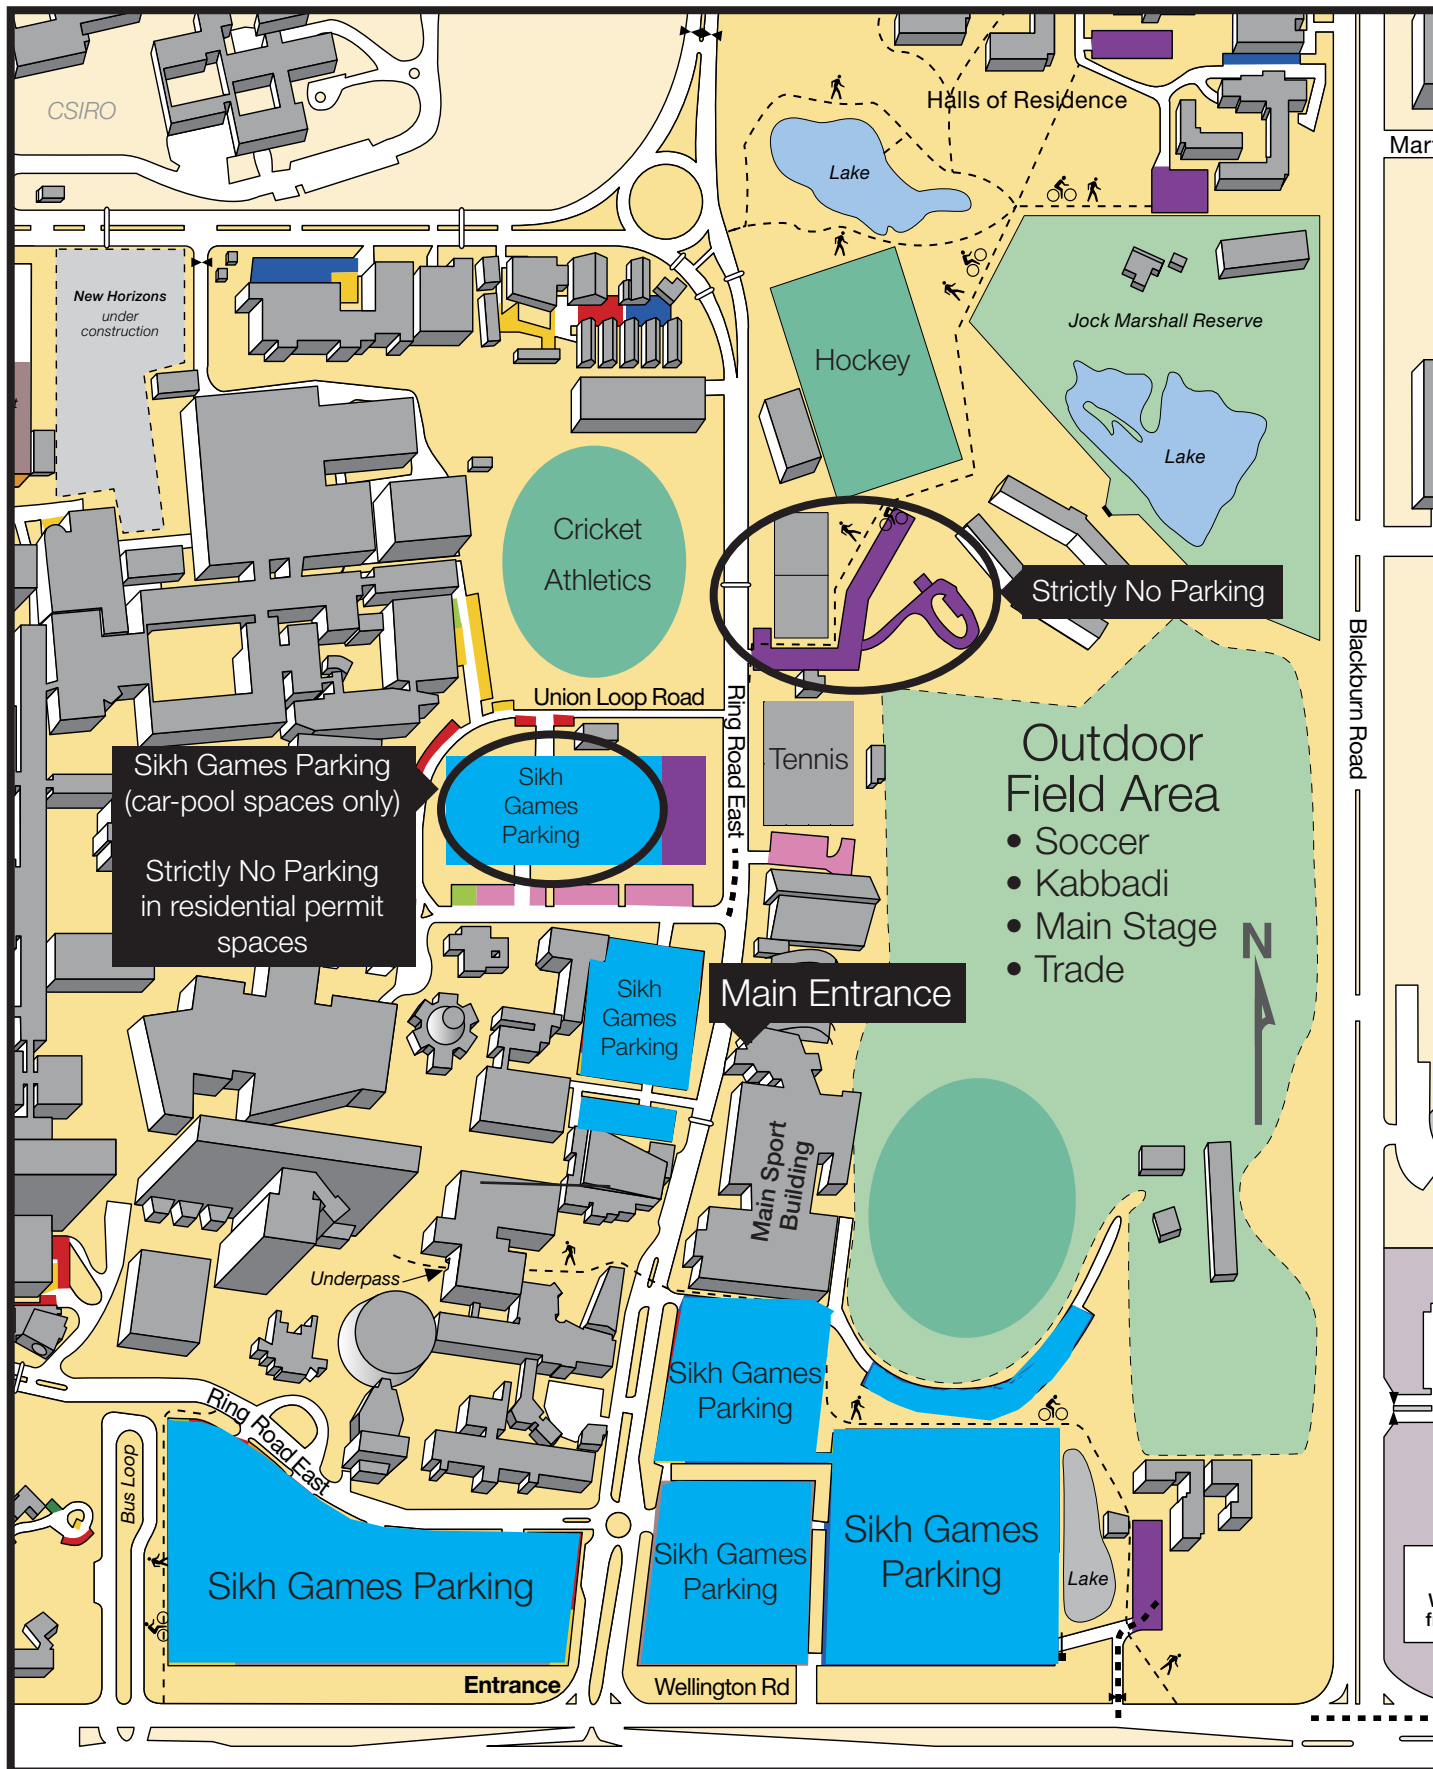 CSIRO
Halls of Residence
Mar
Lake
New Horizons
under
construction
Jock Marshall Reserve
Hockey
Lake
Cricket
Athletics
Strictly No Parking
Union Loop Road
Ring Road East
Blackburn Road
Sikh Games Parking
(car-pool spaces only)
Strictly No Parking
in residential permit
spaces
Sikh
Games
Parking
Tennis
Outdoor
Field Area
• Soccer
• Kabbadi
• Main Stage
• Trade
N
Sikh
Games
Parking
Main Entrance
Main Sport
Building
Underpass
Sikh Games
Parking
Ring Road East
Bus Loop
Sikh Games Parking
Sikh Games
Parking
Sikh Games
Parking
Lake
Entrance
Wellington Rd